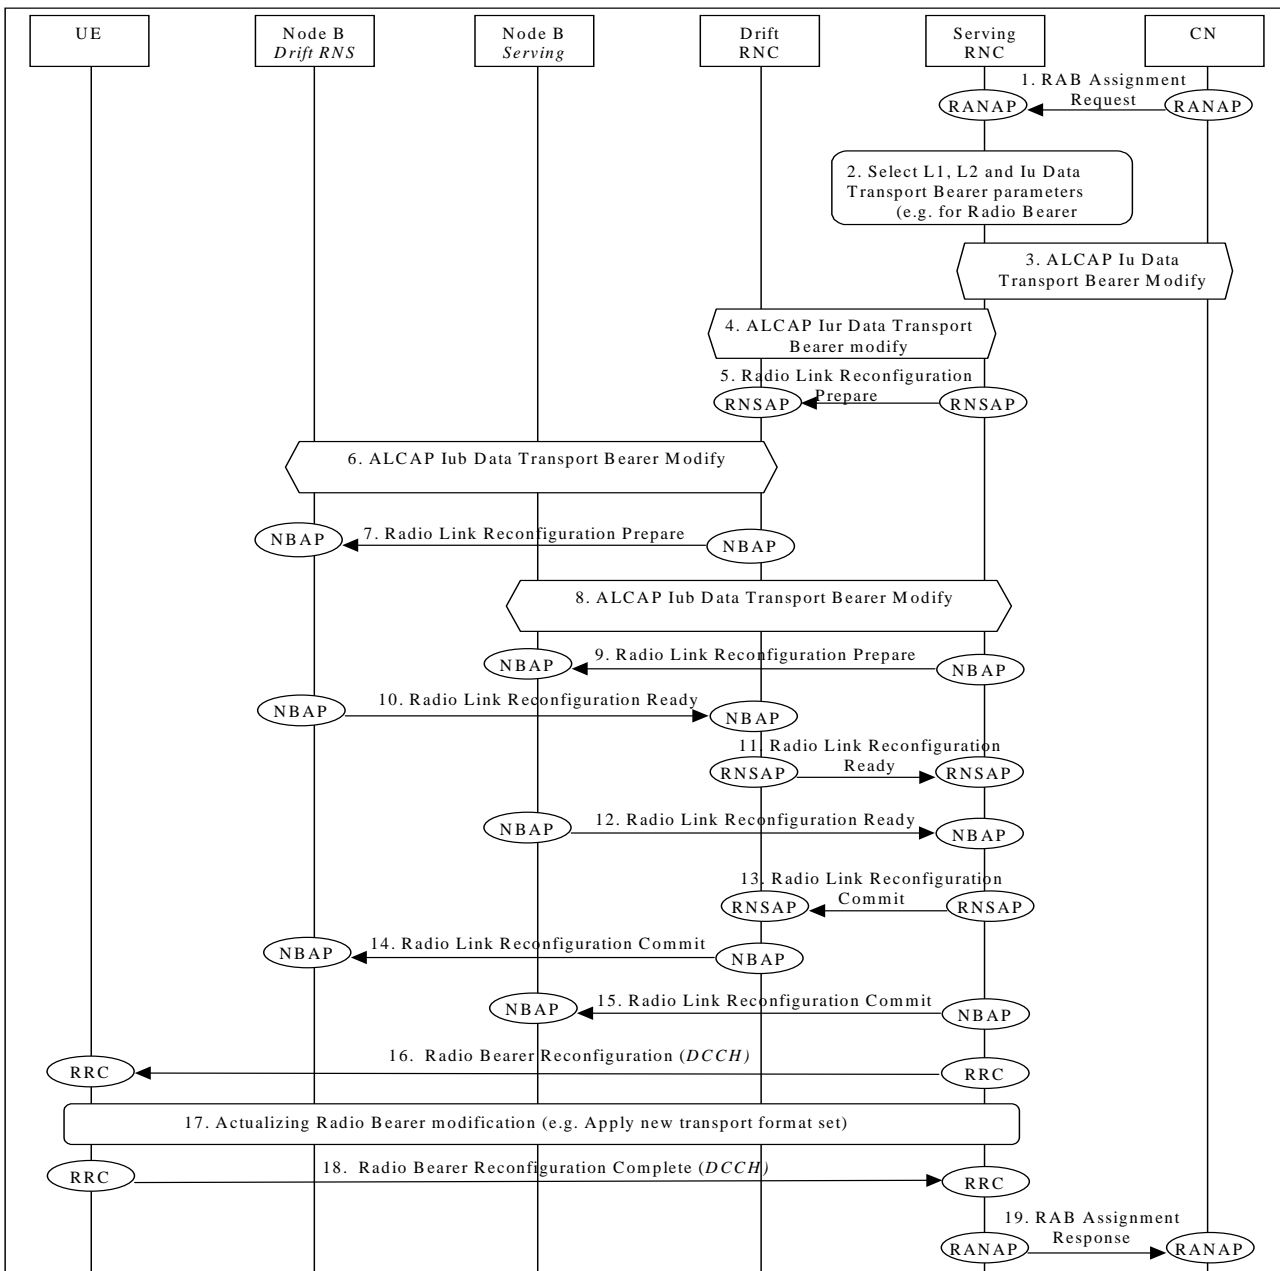 UE
Node B
Drift RNS
Node B
Serving
Drift
RNC
Serving
RNC
CN
1. RAB Assignment
Request
RANAP
RANAP
2. Select L1, L2 and Iu Data
Transport Bearer parameters
(e.g. for Radio Bearer
3. ALCAP Iu Data
Transport Bearer Modify
4. ALCAP Iur Data Transport
Bearer modify
5. Radio Link Reconfiguration
Prepare
RNSAP
RNSAP
6. ALCAP Iub Data Transport Bearer Modify
NBAP
7. Radio Link Reconfiguration Prepare
NBAP
8. ALCAP Iub Data Transport Bearer Modify
NBAP
9. Radio Link Reconfiguration Prepare
NBAP
NBAP
10. Radio Link Reconfiguration Ready
NBAP
11. Radio Link Reconfiguration
Ready
RNSAP
RNSAP
NBAP
12. Radio Link Reconfiguration Ready
NBAP
13. Radio Link Reconfiguration
Commit
RNSAP
RNSAP
NBAP
14. Radio Link Reconfiguration Commit
NBAP
NBAP
15. Radio Link Reconfiguration Commit
NBAP
RRC
16. Radio Bearer Reconfiguration (DCCH)
RRC
17. Actualizing Radio Bearer modification (e.g. Apply new transport format set)
RRC
18. Radio Bearer Reconfiguration Complete (DCCH)
RRC
19. RAB Assignment
Response
RANAP
RANAP